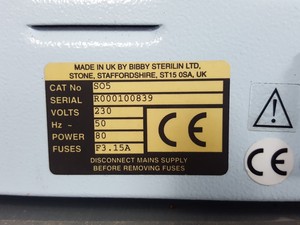 MADE IN UK BY BIBBY STERILIN LTD,
STONE, STAFFORDSHIRE, ST15 0SA, UK
CAT No SO5
SERIAL R000100839
VOLTS 230
Hz ~ 50
POWER 80
FUSES F3.15A
CE
CE
DISCONNECT MAINS SUPPLY
BEFORE REMOVING FUSES